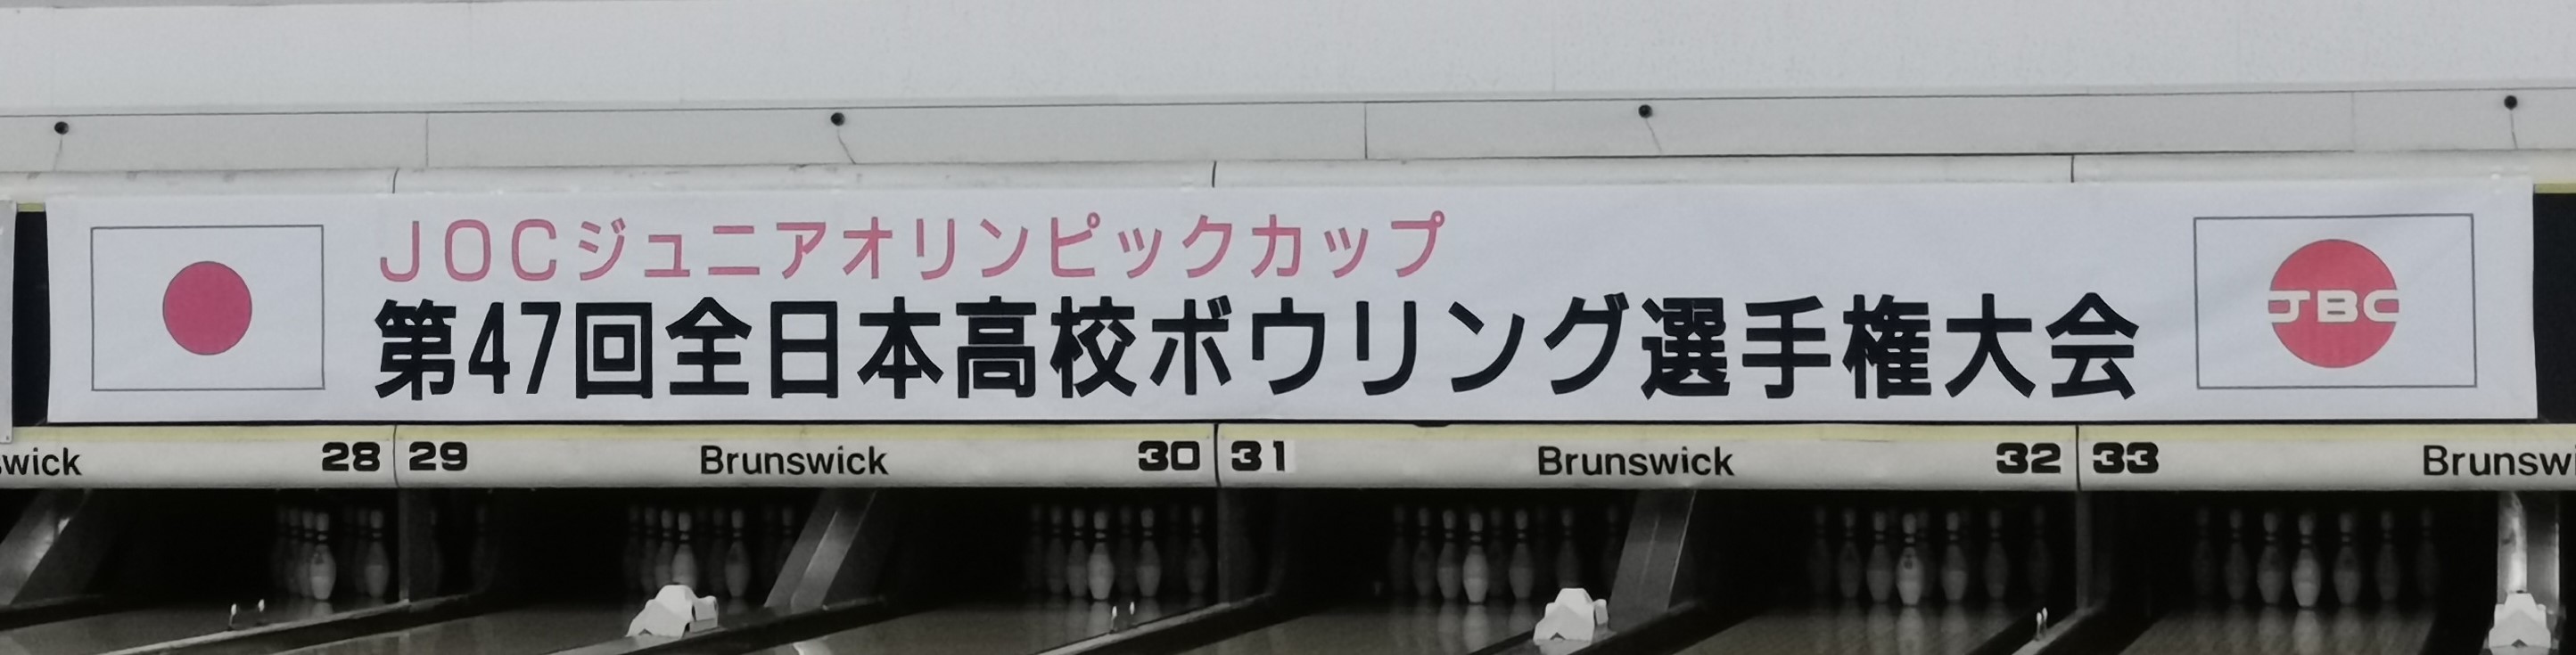 JOCジュニアオリンピックカップ
第47回全日本高校ボウリング選手権大会
JBC
wick 28 29 Brunswick 30 31 Brunswick 32 33 Brunsw